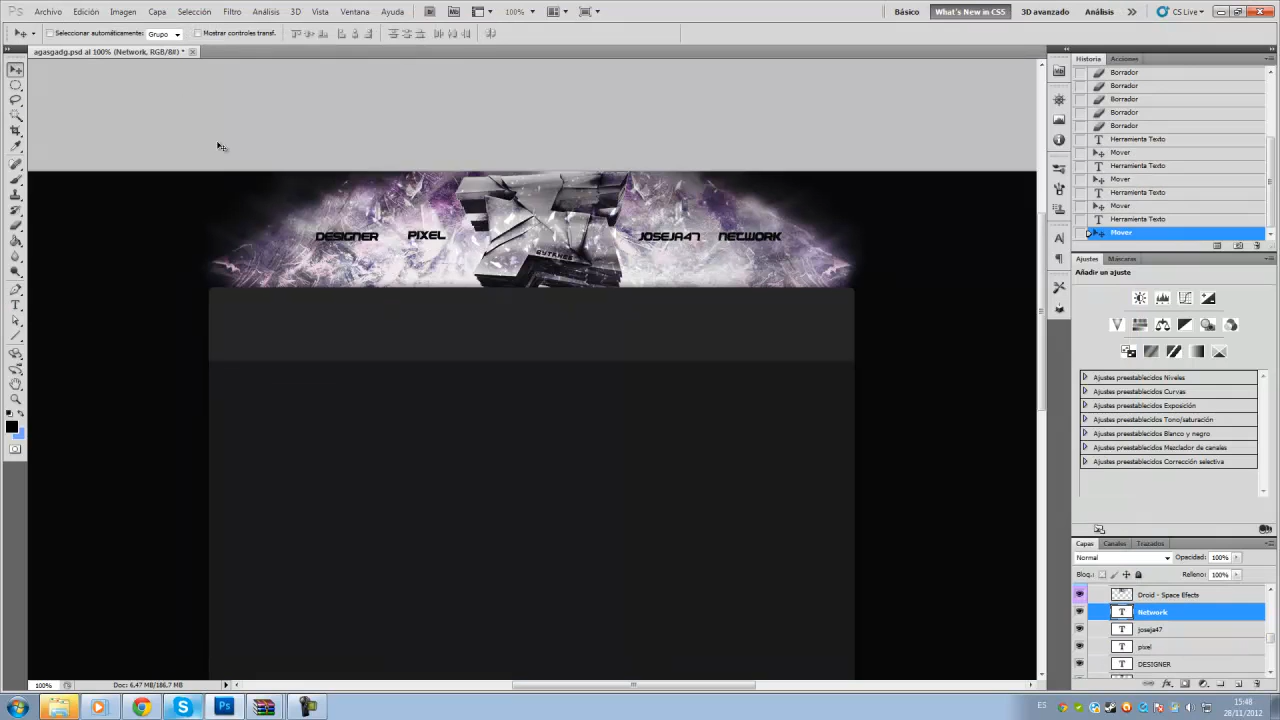 Ps Archivo Edición Imagen Capa Selección Filtro Análisis 3D Vista Ventana Ayuda Br Mb 100% Básico What's New in CS5 3D avanzado Análisis CS Live
Seleccionar automáticamente: Grupo Mostrar controles transf.
agasgadg.psd al 100% (Network, RGB/8#) *
Historia Acciones
Borrador
Borrador
Borrador
Borrador
Borrador
Herramienta Texto
Mover
Herramienta Texto
Mover
Herramienta Texto
Mover
Herramienta Texto
Mover
DESIGNER PIXEL JOSEJA47 NETWORK
Ajustes Máscaras
Añadir un ajuste
Ajustes preestablecidos Niveles
Ajustes preestablecidos Curvas
Ajustes preestablecidos Exposición
Ajustes preestablecidos Tono/saturación
Ajustes preestablecidos Blanco y negro
Ajustes preestablecidos Mezclador de canales
Ajustes preestablecidos Corrección selectiva
Capas Canales Trazados
Normal Opacidad: 100%
Bloq.: Relleno: 100%
Droid - Space Efects
Network
joseja47
pixel
DESIGNER
100% Doc: 6,47 MB/186,7 MB
ES 15:48
28/11/2012